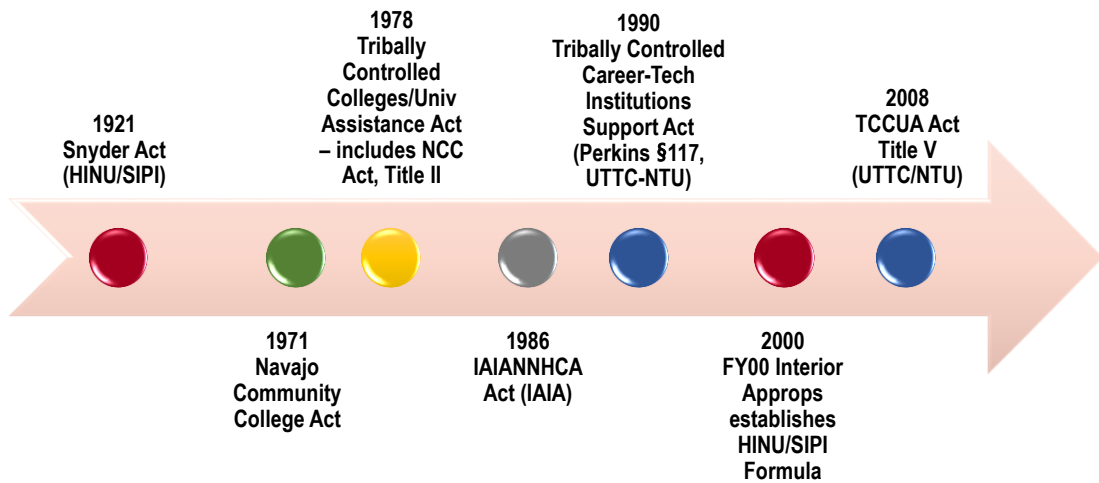 1921
Snyder Act
(HINU/SIPI)
1971
Navajo
Community
College Act
1978
Tribally
Controlled
Colleges/Univ
Assistance Act
– includes NCC
Act, Title II
1986
IAIANNHCA
Act (IAIA)
1990
Tribally Controlled
Career-Tech
Institutions
Support Act
(Perkins §117,
UTTC-NTU)
2000
FY00 Interior
Approps
establishes
HINU/SIPI
Formula
2008
TCCUA Act
Title V
(UTTC/NTU)